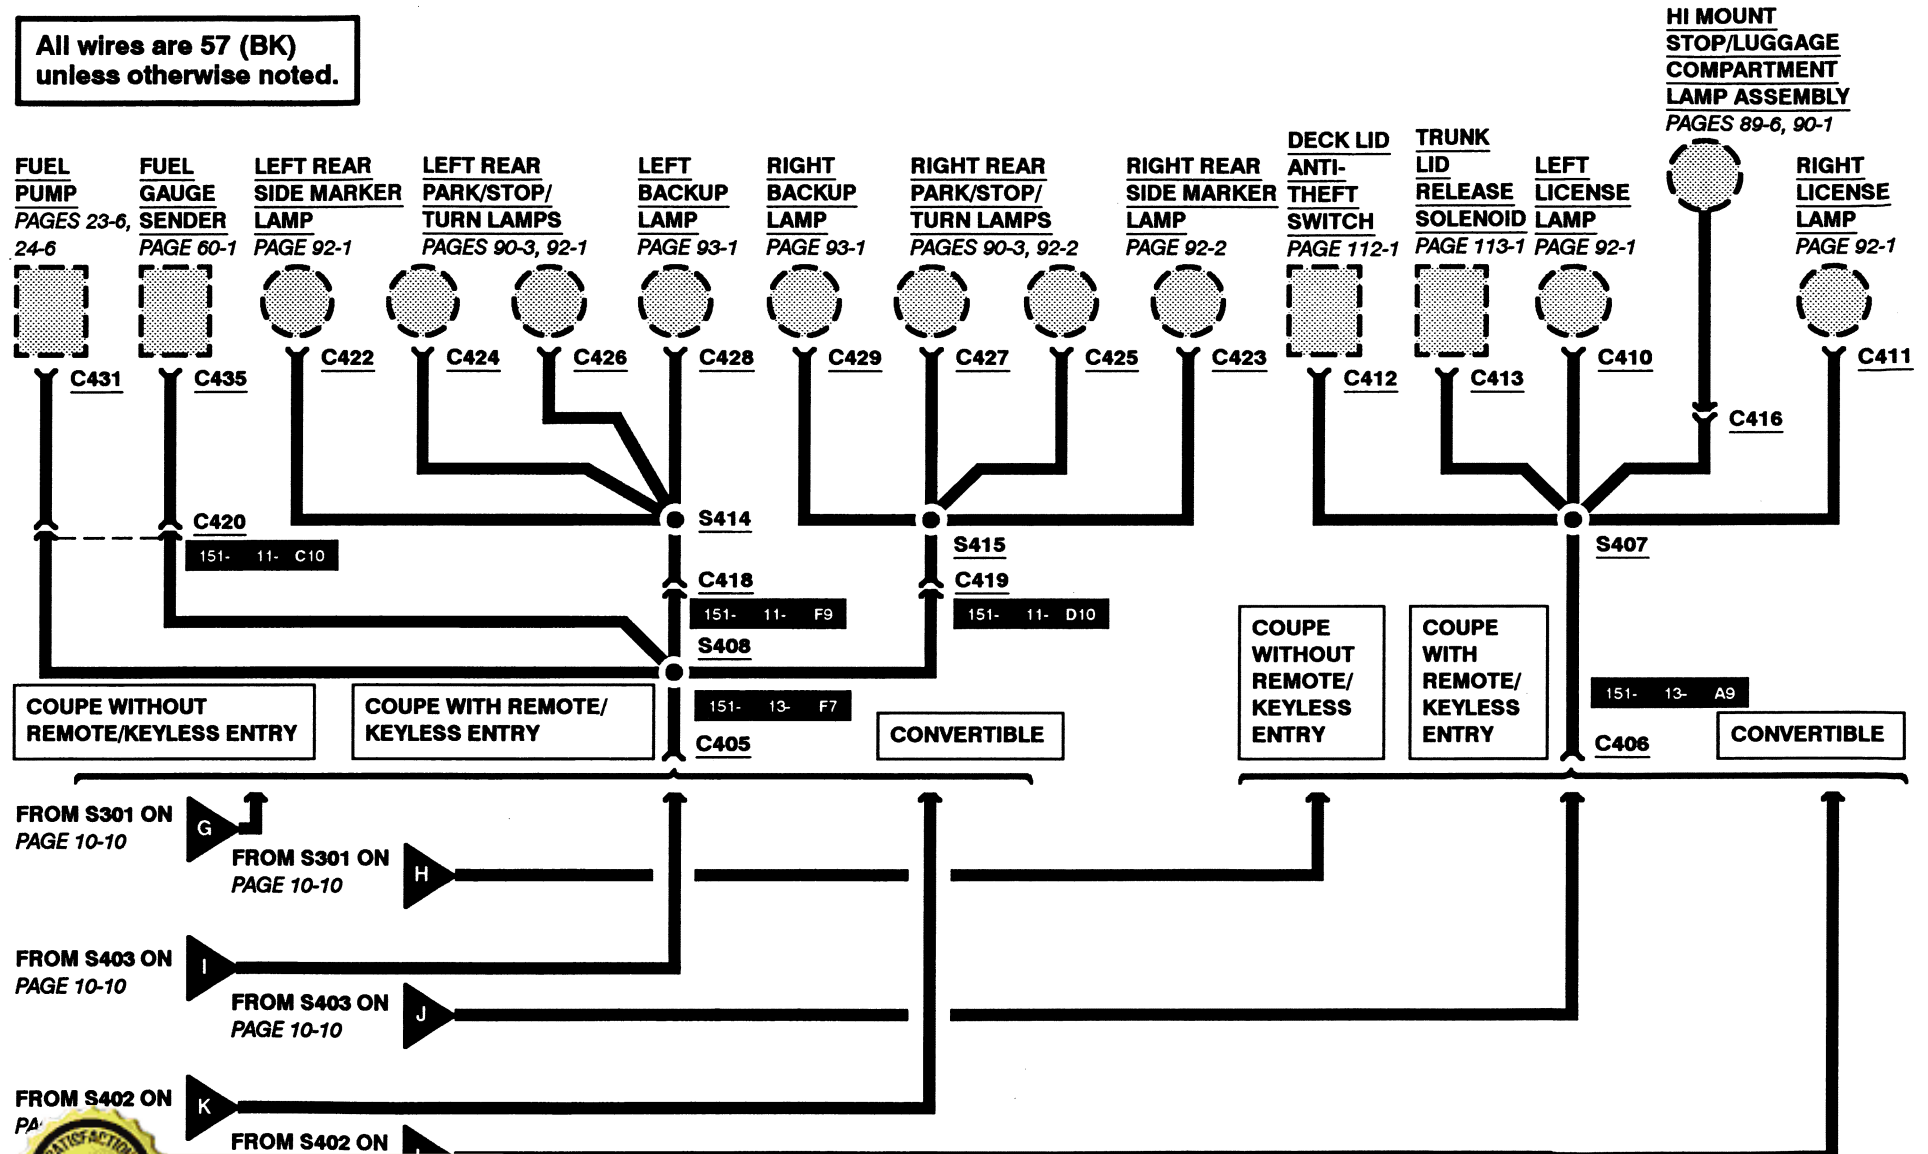 All wires are 57 (BK)
unless otherwise noted.
HI MOUNT
STOP/LUGGAGE
COMPARTMENT
LAMP ASSEMBLY
PAGES 89-6, 90-1
FUEL
PUMP
PAGES 23-6,
24-6
FUEL
GAUGE
SENDER
PAGE 60-1
LEFT REAR
SIDE MARKER
LAMP
PAGE 92-1
LEFT REAR
PARK/STOP/
TURN LAMPS
PAGES 90-3, 92-1
LEFT
BACKUP
LAMP
PAGE 93-1
RIGHT
BACKUP
LAMP
PAGE 93-1
RIGHT REAR
PARK/STOP/
TURN LAMPS
PAGES 90-3, 92-2
RIGHT REAR
SIDE MARKER
LAMP
PAGE 92-2
DECK LID
ANTI-
THEFT
SWITCH
PAGE 112-1
TRUNK
LID
RELEASE
SOLENOID
PAGE 113-1
LEFT
LICENSE
LAMP
PAGE 92-1
RIGHT
LICENSE
LAMP
PAGE 92-1
C431
C435
C422
C424
C426
C428
C429
C427
C425
C423
C412
C413
C410
C416
C411
C420
151- 11- C10
S414
S415
S407
C418
151- 11- F9
C419
151- 11- D10
S408
151- 13- F7
C405
151- 13- A9
C406
COUPE WITHOUT
REMOTE/KEYLESS ENTRY
COUPE WITH REMOTE/
KEYLESS ENTRY
CONVERTIBLE
COUPE
WITHOUT
REMOTE/
KEYLESS
ENTRY
COUPE
WITH
REMOTE/
KEYLESS
ENTRY
CONVERTIBLE
FROM S301 ON
PAGE 10-10
G
FROM S301 ON
PAGE 10-10
H
FROM S403 ON
PAGE 10-10
I
FROM S403 ON
PAGE 10-10
J
FROM S402 ON
PA
K
FROM S402 ON
SATISFACTION